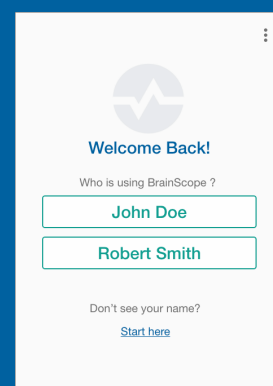 Welcome Back!
Who is using BrainScope ?
John Doe
Robert Smith
Don't see your name?
Start here